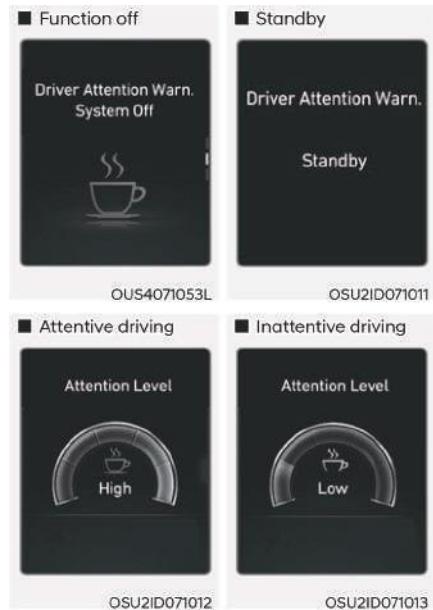 ■ Function off
Driver Attention Warn.
System Off
OUS4071053L
■ Standby
Driver Attention Warn.
Standby
OSU2ID071011
■ Attentive driving
Attention Level
High
OSU2ID071012
■ Inattentive driving
Attention Level
Low
OSU2ID071013